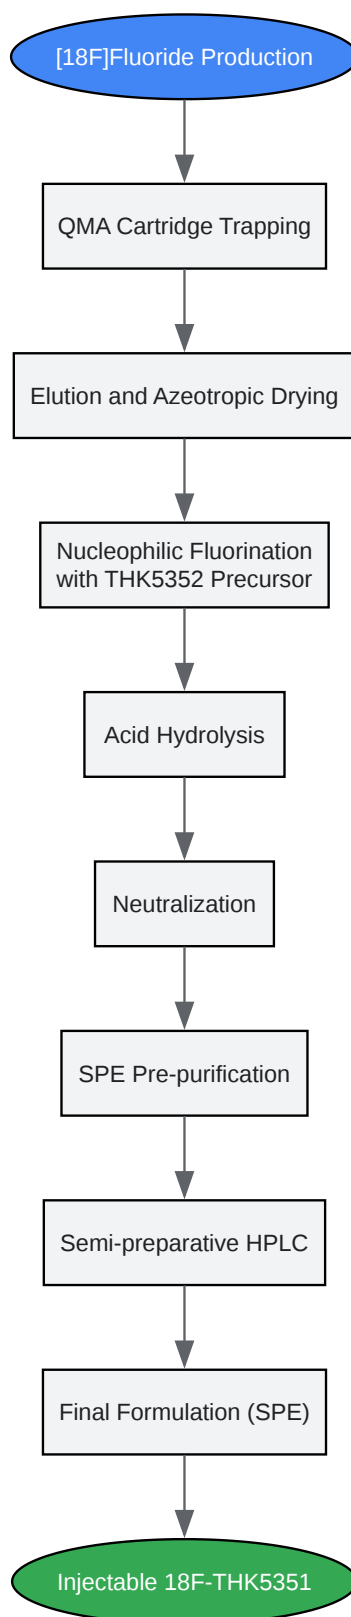 [18F]Fluoride Production
QMA Cartridge Trapping
Elution and Azeotropic Drying
Nucleophilic Fluorination
with THK5352 Precursor
Acid Hydrolysis
Neutralization
SPE Pre-purification
Semi-preparative HPLC
Final Formulation (SPE)
Injectable 18F-THK5351